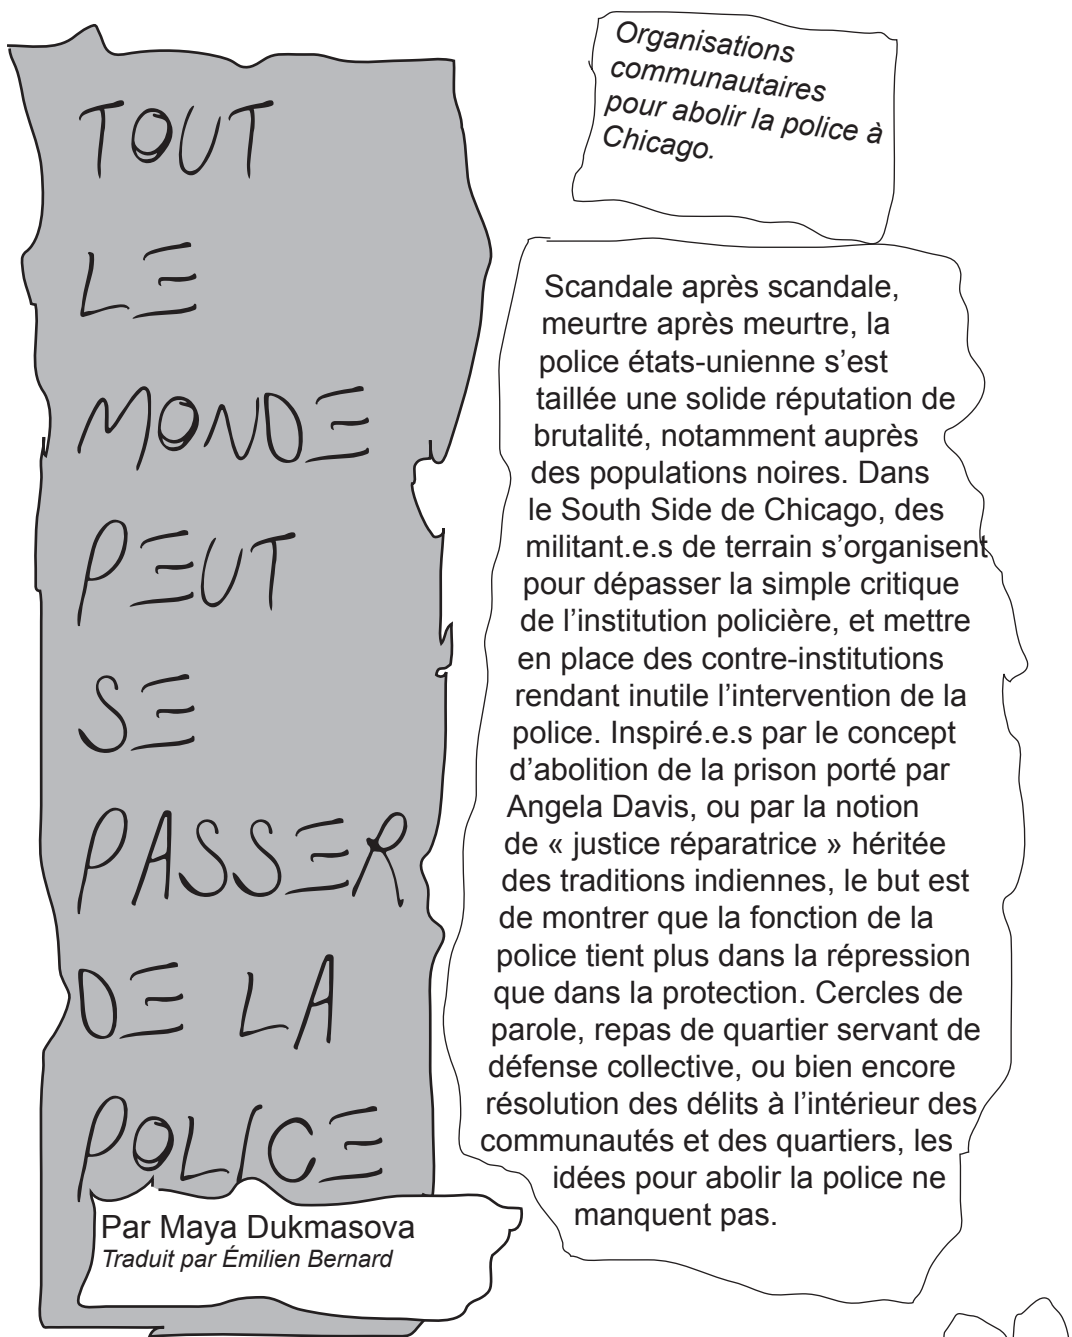 TOUT
LE
MONDE
PEUT
SE
PASSER
DE LA
POLICE
Par Maya Dukmasova
Traduit par Émilien Bernard
Organisations
communautaires
pour abolir la police à
Chicago.
Scandale après scandale,
meurtre après meurtre, la
police états-unienne s’est
taillée une solide réputation de
brutalité, notamment auprès
des populations noires. Dans
le South Side de Chicago, des
militant.e.s de terrain s’organisent
pour dépasser la simple critique
de l’institution policière, et mettre
en place des contre-institutions
rendant inutile l’intervention de la
police. Inspiré.e.s par le concept
d’abolition de la prison porté par
Angela Davis, ou par la notion
de « justice réparatrice » héritée
des traditions indiennes, le but est
de montrer que la fonction de la
police tient plus dans la répression
que dans la protection. Cercles de
parole, repas de quartier servant de
défense collective, ou bien encore
résolution des délits à l’intérieur des
communautés et des quartiers, les
idées pour abolir la police ne
manquent pas.